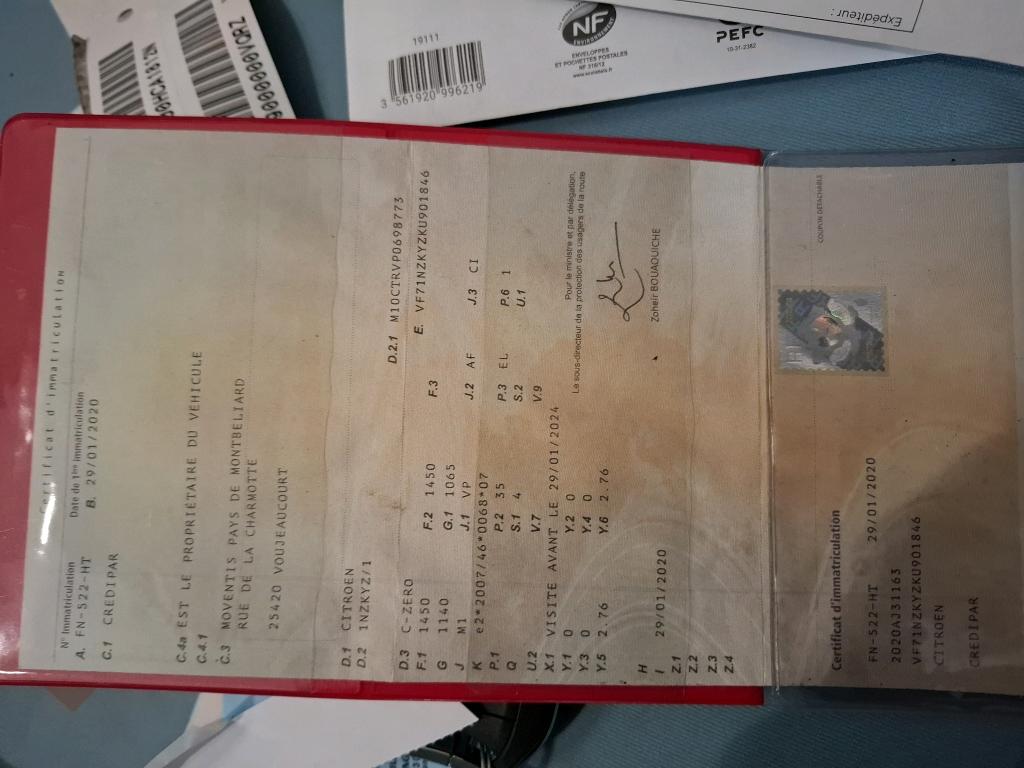 Certificat d'immatriculation
N° Immatriculation
Date de 1ère immatriculation
A. FN-522-HT
B. 29/01/2020
C.1 CREDIPAR
C.4a EST LE PROPRIÉTAIRE DU VÉHICULE
C.4.1
C.3 MOVENTIS PAYS DE MONTBELIARD
RUE DE LA CHARMOTTE
25420 VOUJEAUCOURT
D.1 CITROEN
D.2 1NZKYZ/1
D.2.1 M10CTRVP0698773
D.3 C-ZERO
E. VF71NZKYZKU901846
F.1 1450 F.2 1450 F.3
G 1140 G.1 1065
J M1 J.1 VP J.2 AF J.3 CI
K e2*2007/46*0068*07
P.1 P.2 35 P.3 EL P.6 1
Q S.1 4 S.2 U.1
U.2 V.7 V.9
X.1 VISITE AVANT LE 29/01/2024
Y.1 0 Y.2 0
Y.3 0 Y.4 0
Y.5 2.76 Y.6 2.76
Pour le ministre et par délégation,
Le sous-directeur de la protection des usagers de la route
H
I 29/01/2020
Zoheir BOUAOUICHE
Z.1
Z.2
Z.3
Z.4
COUPON DÉTACHABLE
Certificat d'immatriculation
FN-522-HT 29/01/2020
2020AJ31163
VF71NZKYZKU901846
CITROEN
CREDIPAR
19111
3 561920 996219
NF
ENVIRONNEMENT
ENVELOPPES
ET POCHETTES POSTALES
NF 316/12
PEFC
10-31-2382
Expéditeur :